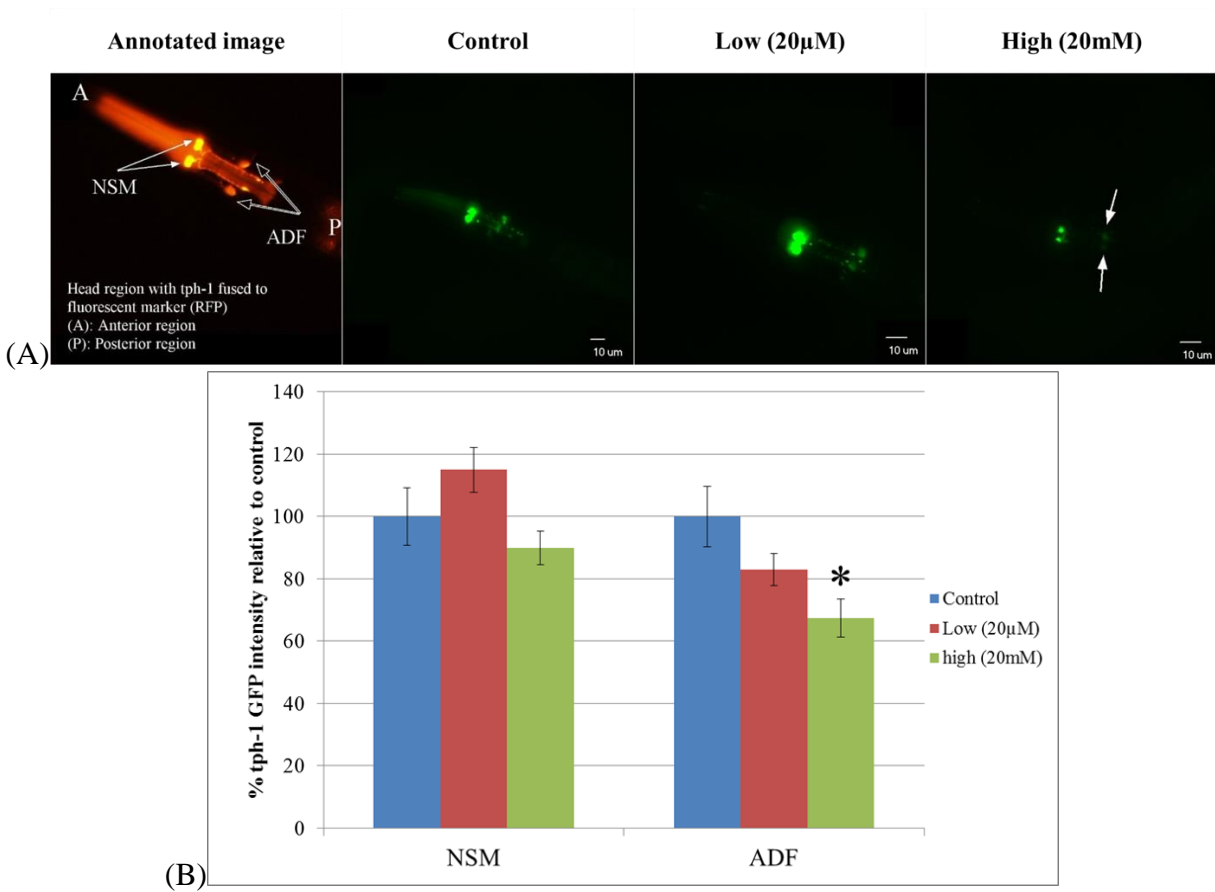 Annotated image
Control
Low (20µM)
High (20mM)
A
NSM
ADF
P
Head region with tph-1 fused to
fluorescent marker (RFP)
(A): Anterior region
(P): Posterior region
10 um
10 um
10 um
(A)
140
120
100
80
60
40
20
0
% tph-1 GFP intensity relative to control
*
Control
Low (20µM)
high (20mM)
NSM
ADF
(B)